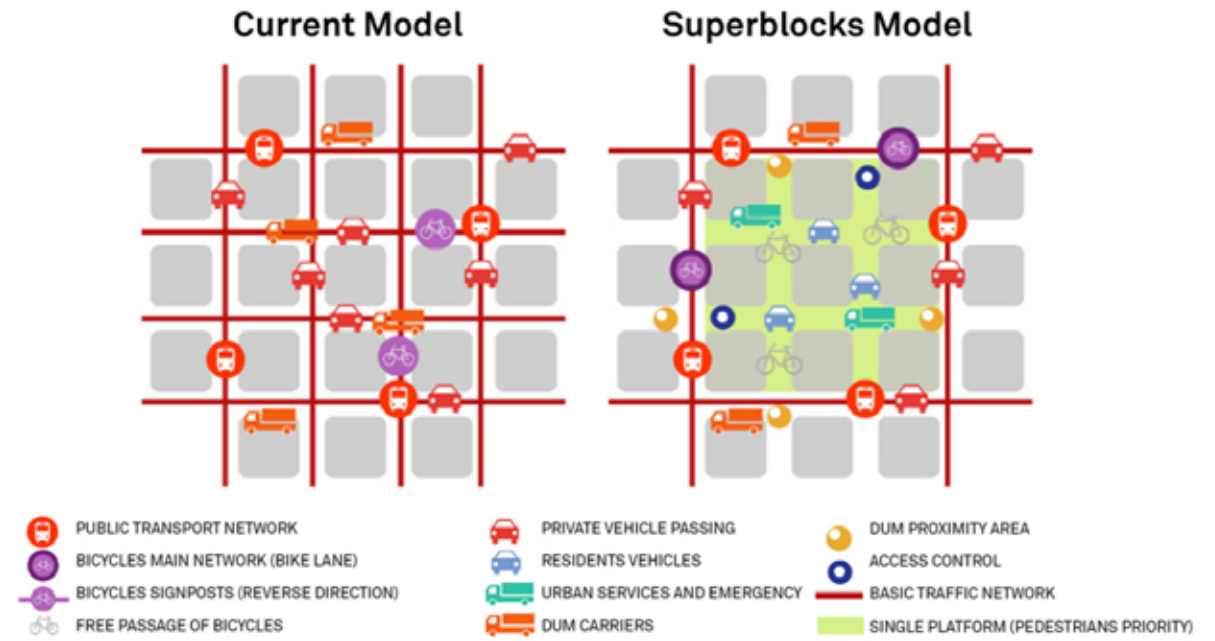 Current Model
Superblocks Model
PUBLIC TRANSPORT NETWORK
BICYCLES MAIN NETWORK (BIKE LANE)
BICYCLES SIGNPOSTS (REVERSE DIRECTION)
FREE PASSAGE OF BICYCLES
PRIVATE VEHICLE PASSING
RESIDENTS VEHICLES
URBAN SERVICES AND EMERGENCY
DUM CARRIERS
DUM PROXIMITY AREA
ACCESS CONTROL
BASIC TRAFFIC NETWORK
SINGLE PLATFORM (PEDESTRIANS PRIORITY)